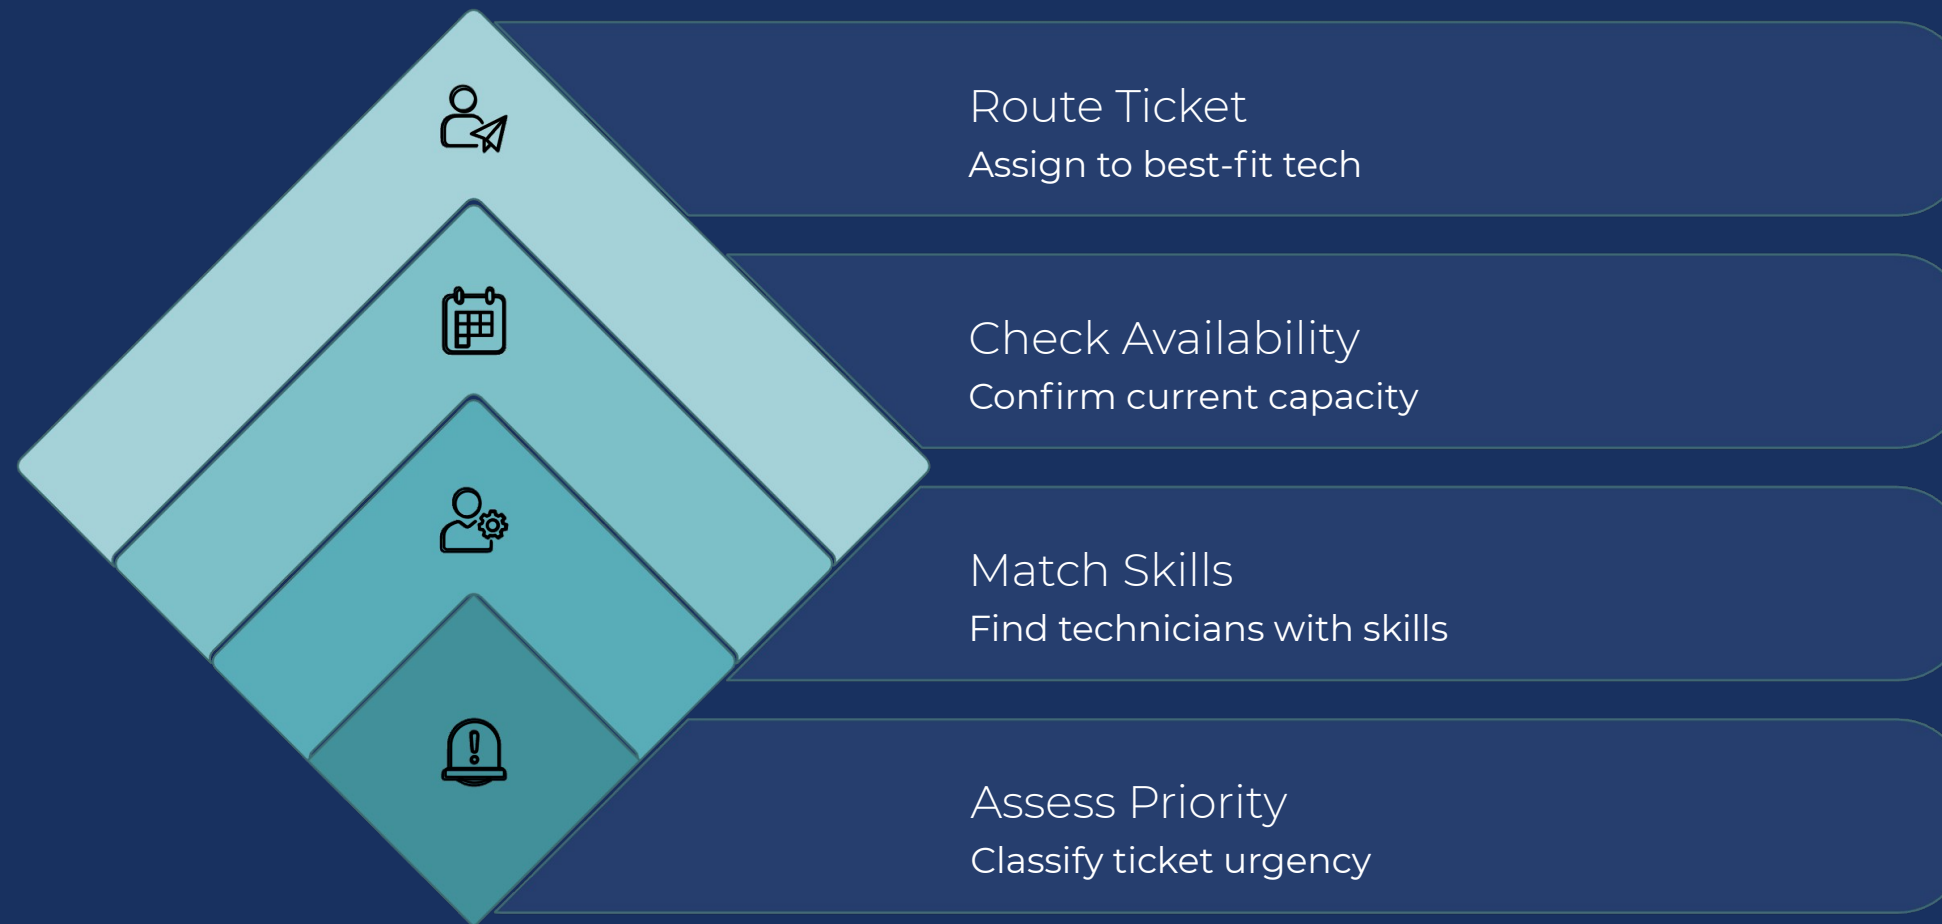 Route Ticket
Assign to best-fit tech
Check Availability
Confirm current capacity
Match Skills
Find technicians with skills
Assess Priority
Classify ticket urgency